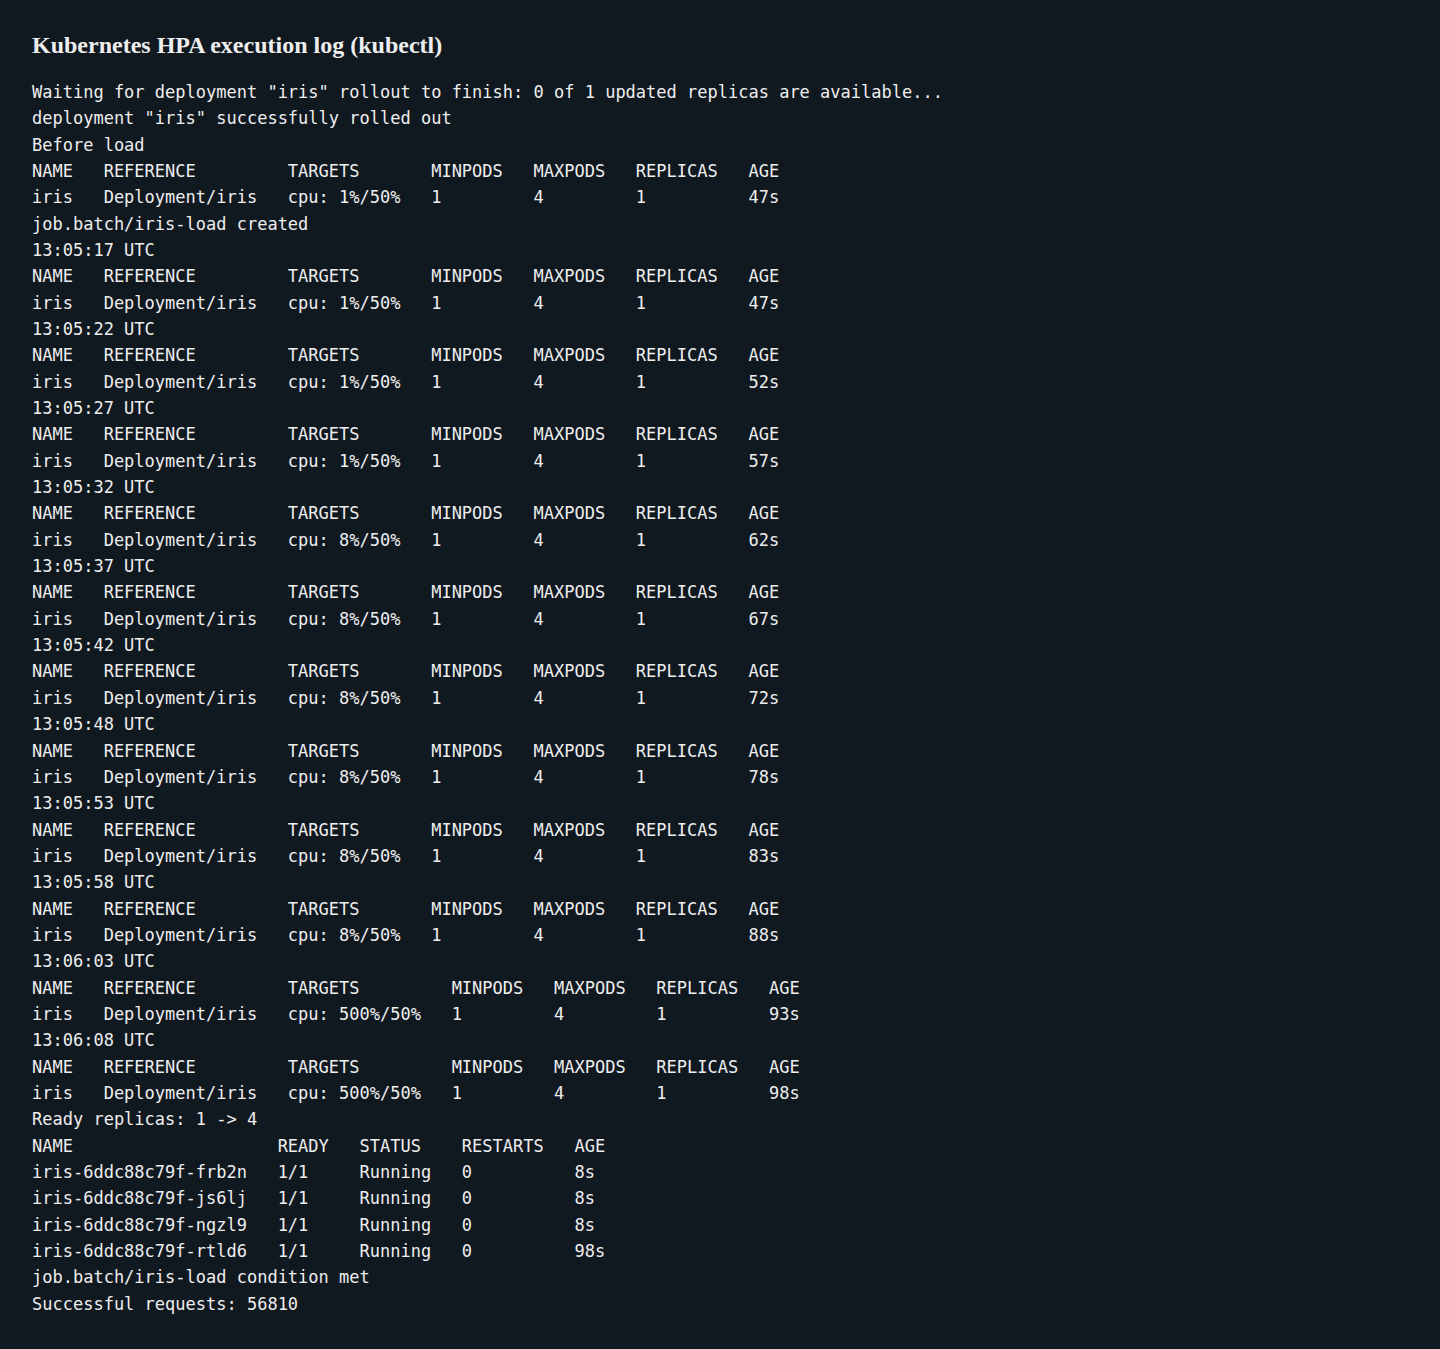 Kubernetes HPA execution log (kubectl)
Waiting for deployment "iris" rollout to finish: 0 of 1 updated replicas are available...
deployment "iris" successfully rolled out
Before load
NAME   REFERENCE         TARGETS       MINPODS   MAXPODS   REPLICAS   AGE
iris   Deployment/iris   cpu: 1%/50%   1         4         1          47s
job.batch/iris-load created
13:05:17 UTC
NAME   REFERENCE         TARGETS       MINPODS   MAXPODS   REPLICAS   AGE
iris   Deployment/iris   cpu: 1%/50%   1         4         1          47s
13:05:22 UTC
NAME   REFERENCE         TARGETS       MINPODS   MAXPODS   REPLICAS   AGE
iris   Deployment/iris   cpu: 1%/50%   1         4         1          52s
13:05:27 UTC
NAME   REFERENCE         TARGETS       MINPODS   MAXPODS   REPLICAS   AGE
iris   Deployment/iris   cpu: 1%/50%   1         4         1          57s
13:05:32 UTC
NAME   REFERENCE         TARGETS       MINPODS   MAXPODS   REPLICAS   AGE
iris   Deployment/iris   cpu: 8%/50%   1         4         1          62s
13:05:37 UTC
NAME   REFERENCE         TARGETS       MINPODS   MAXPODS   REPLICAS   AGE
iris   Deployment/iris   cpu: 8%/50%   1         4         1          67s
13:05:42 UTC
NAME   REFERENCE         TARGETS       MINPODS   MAXPODS   REPLICAS   AGE
iris   Deployment/iris   cpu: 8%/50%   1         4         1          72s
13:05:48 UTC
NAME   REFERENCE         TARGETS       MINPODS   MAXPODS   REPLICAS   AGE
iris   Deployment/iris   cpu: 8%/50%   1         4         1          78s
13:05:53 UTC
NAME   REFERENCE         TARGETS       MINPODS   MAXPODS   REPLICAS   AGE
iris   Deployment/iris   cpu: 8%/50%   1         4         1          83s
13:05:58 UTC
NAME   REFERENCE         TARGETS       MINPODS   MAXPODS   REPLICAS   AGE
iris   Deployment/iris   cpu: 8%/50%   1         4         1          88s
13:06:03 UTC
NAME   REFERENCE         TARGETS         MINPODS   MAXPODS   REPLICAS   AGE
iris   Deployment/iris   cpu: 500%/50%   1         4         1          93s
13:06:08 UTC
NAME   REFERENCE         TARGETS         MINPODS   MAXPODS   REPLICAS   AGE
iris   Deployment/iris   cpu: 500%/50%   1         4         1          98s
Ready replicas: 1 -> 4
NAME                    READY   STATUS    RESTARTS   AGE
iris-6ddc88c79f-frb2n   1/1     Running   0          8s
iris-6ddc88c79f-js6lj   1/1     Running   0          8s
iris-6ddc88c79f-ngzl9   1/1     Running   0          8s
iris-6ddc88c79f-rtld6   1/1     Running   0          98s
job.batch/iris-load condition met
Successful requests: 56810